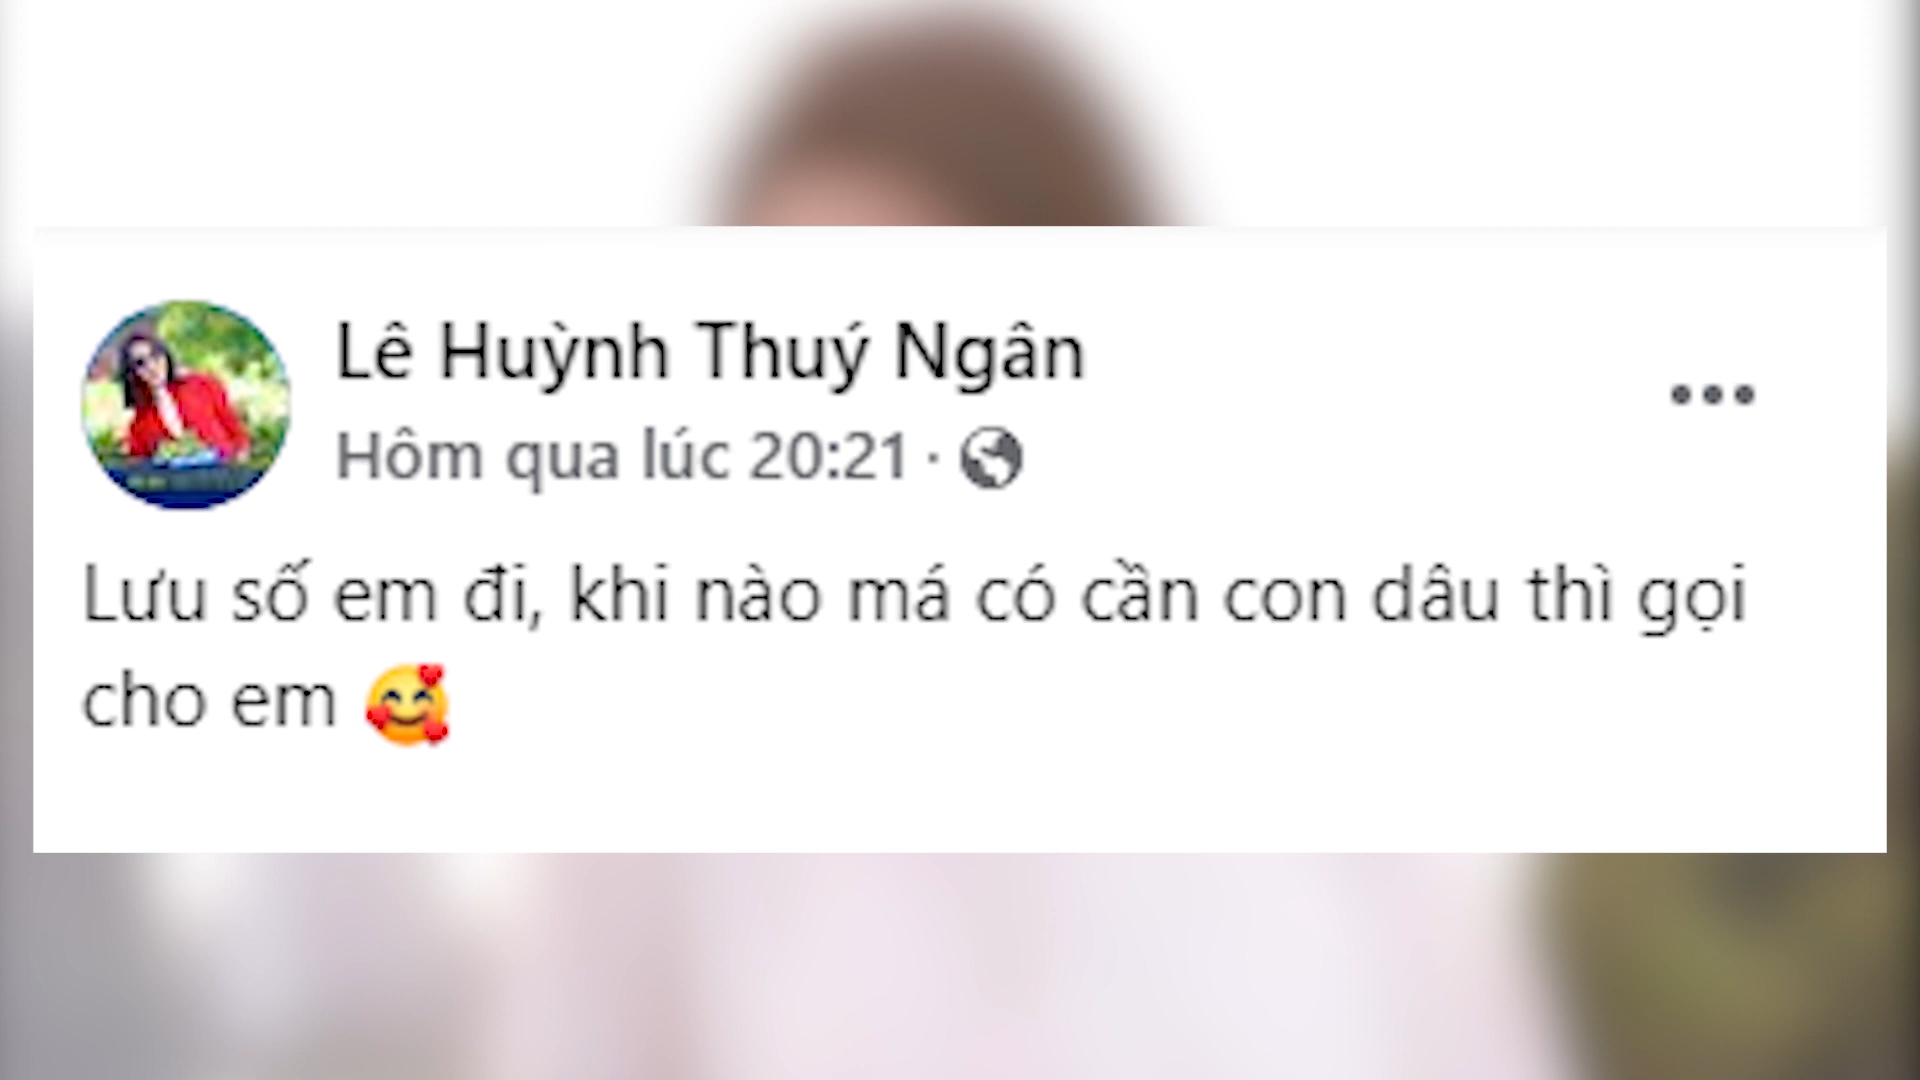 Lê Huỳnh Thuý Ngân
Hôm qua lúc 20:21 ·
Lưu số em đi, khi nào má có cần con dâu thì gọi
cho em 🥰